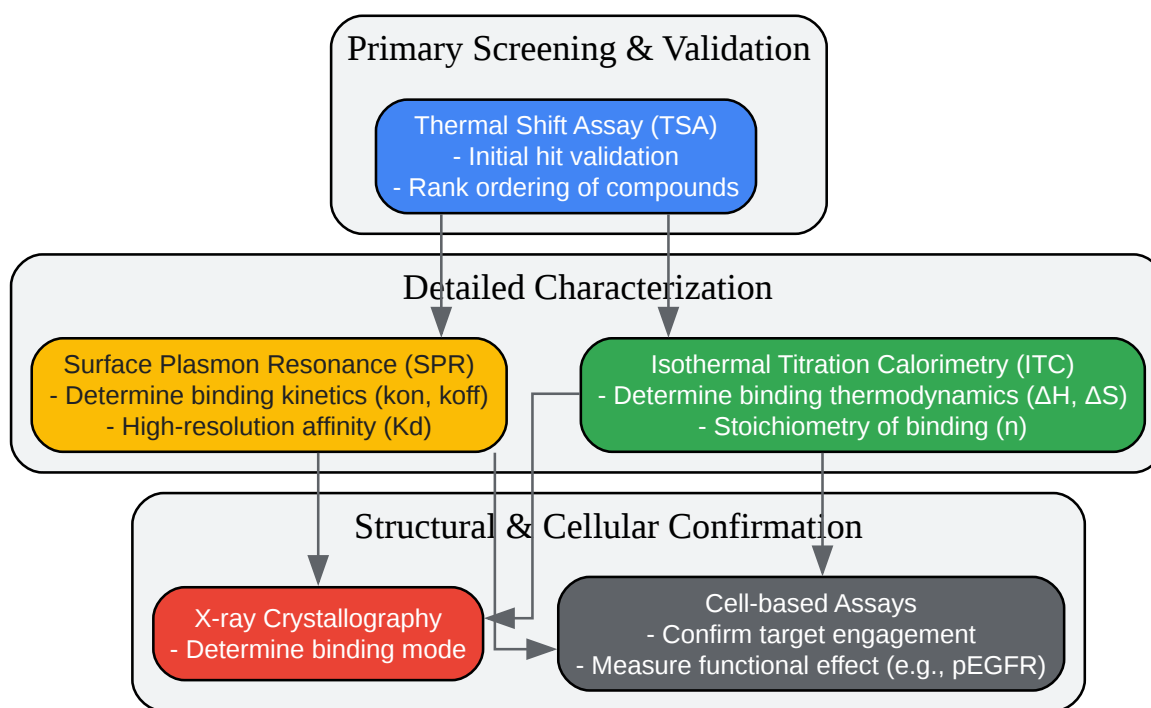 Primary Screening & Validation
Thermal Shift Assay (TSA)
- Initial hit validation
- Rank ordering of compounds
Detailed Characterization
Surface Plasmon Resonance (SPR)
- Determine binding kinetics (kon, koff)
- High-resolution affinity (Kd)
Isothermal Titration Calorimetry (ITC)
- Determine binding thermodynamics (ΔH, ΔS)
- Stoichiometry of binding (n)
Structural & Cellular Confirmation
X-ray Crystallography
- Determine binding mode
Cell-based Assays
- Confirm target engagement
- Measure functional effect (e.g., pEGFR)